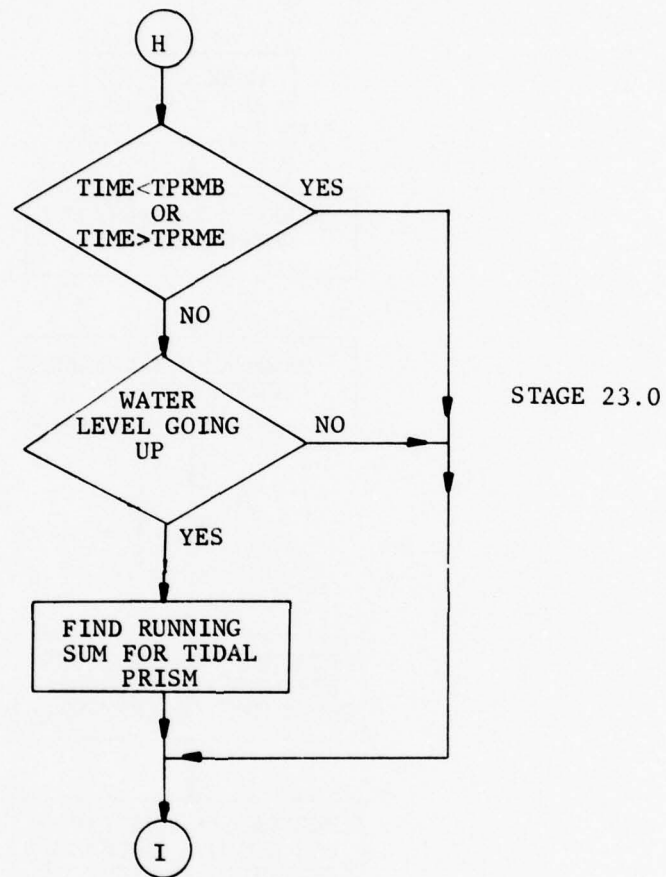 H
TIME<TPRMB
OR
TIME>TPRME
YES
NO
WATER
LEVEL GOING
UP
NO
STAGE 23.0
YES
FIND RUNNING
SUM FOR TIDAL
PRISM
I